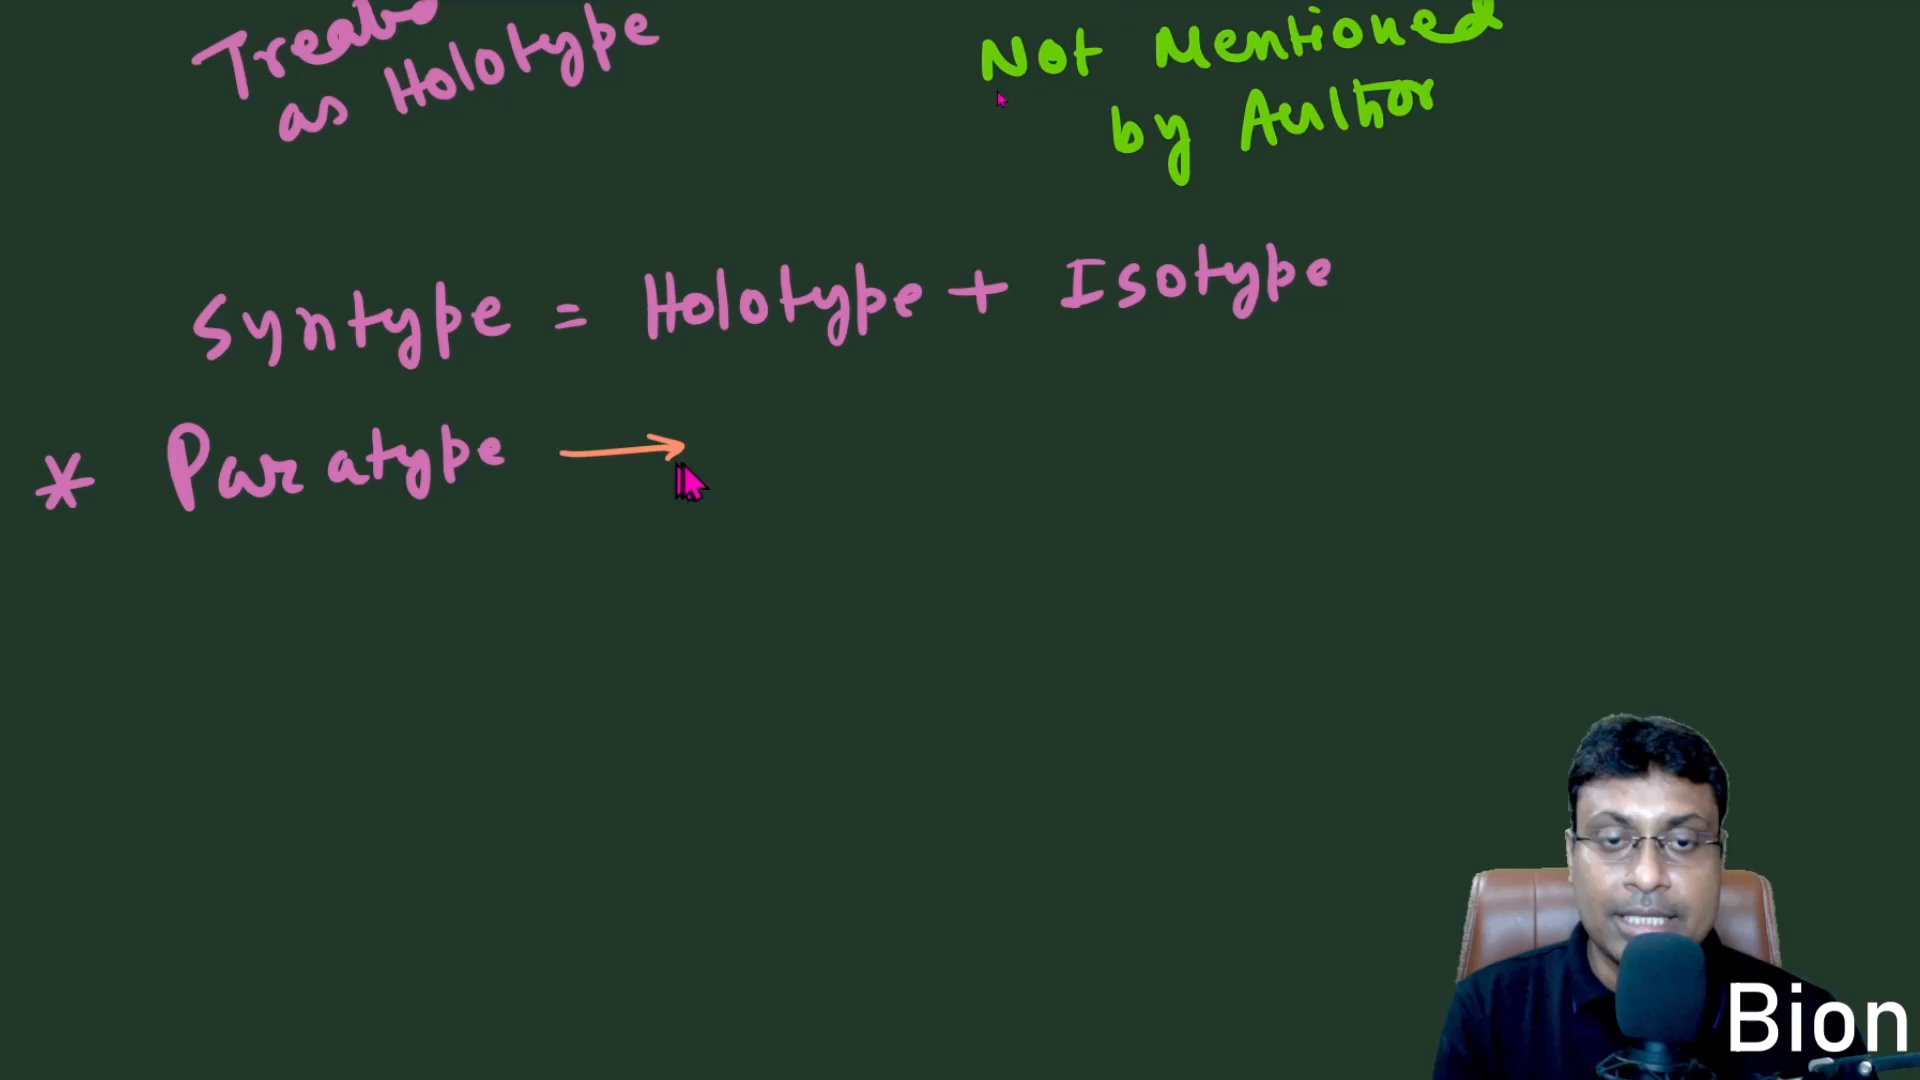 as Holotype
Not Mentioned
by Author
Syntype = Holotype + Isotype
* Paratype →
Bion